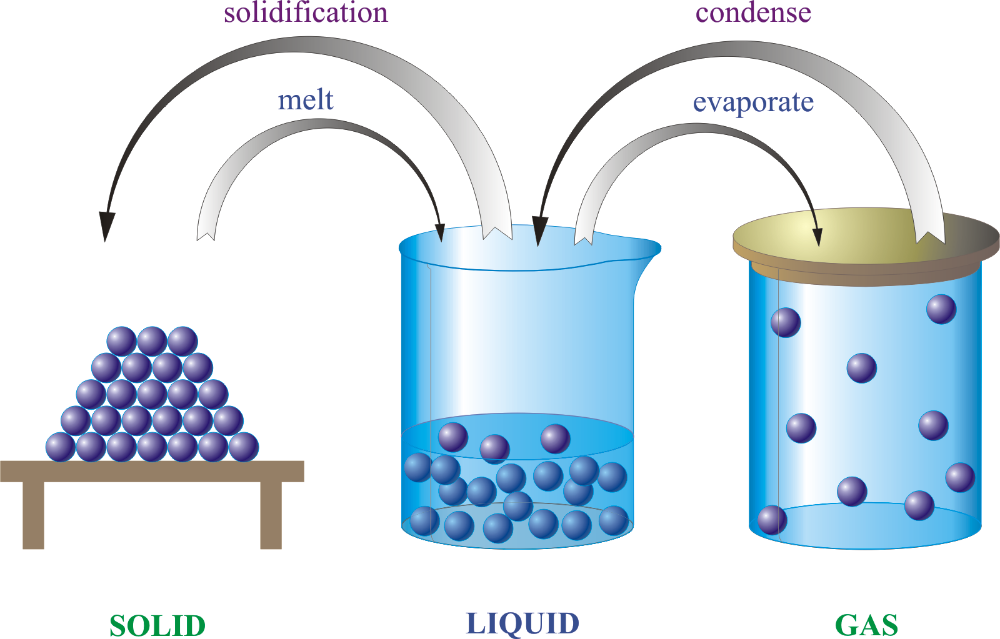 solidification
condense
melt
evaporate
SOLID
LIQUID
GAS